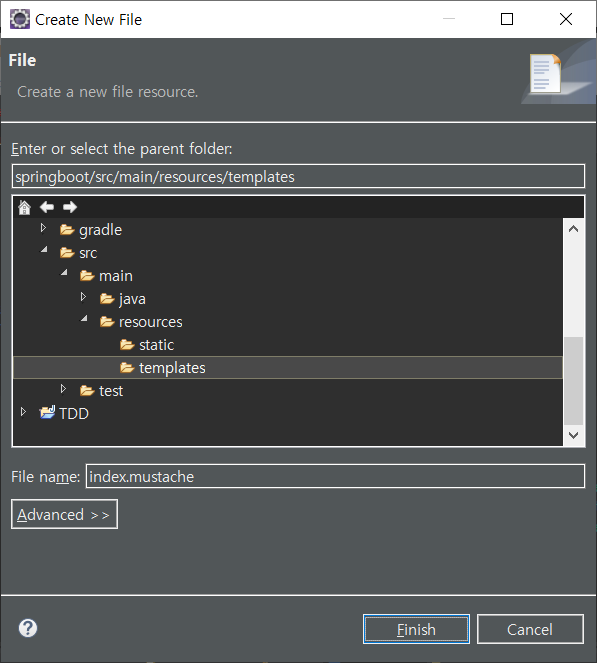 Create New File
File
Create a new file resource.
Enter or select the parent folder:
springboot/src/main/resources/templates
gradle
src
main
java
resources
static
templates
test
TDD
File name: index.mustache
Advanced >>
Finish Cancel